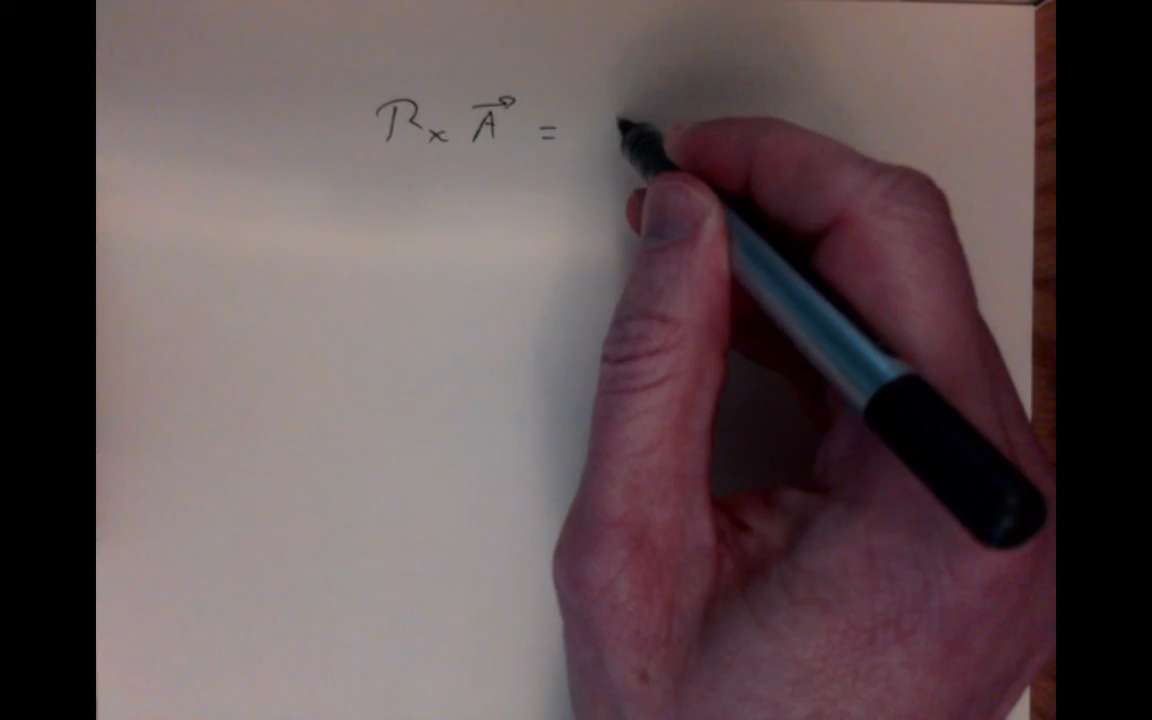 Rₓ A⃗ =